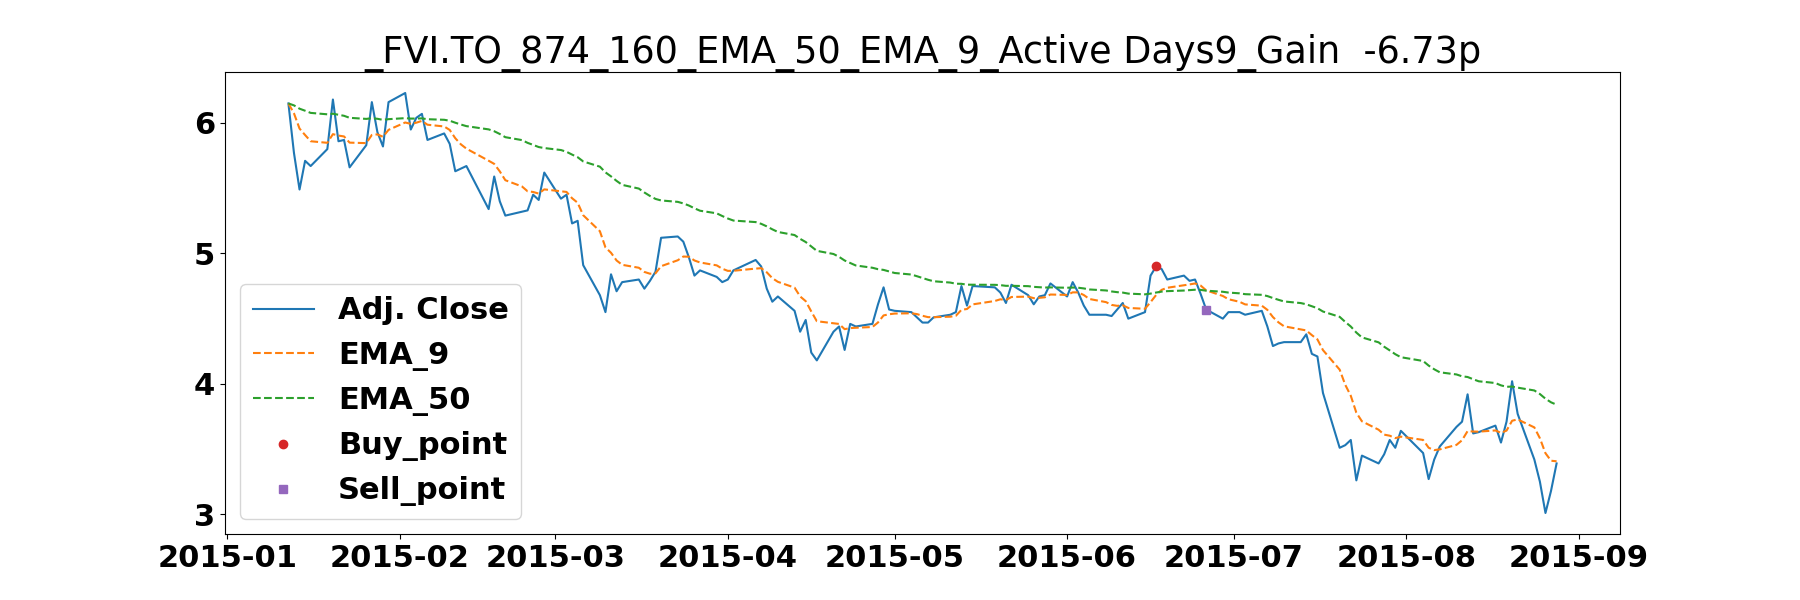 _FVI.TO_874_160_EMA_50_EMA_9_Active Days9_Gain  -6.73p
6
5
4
3
Adj. Close
EMA_9
EMA_50
Buy_point
Sell_point
2015-01 2015-02 2015-03 2015-04 2015-05 2015-06 2015-07 2015-08 2015-09